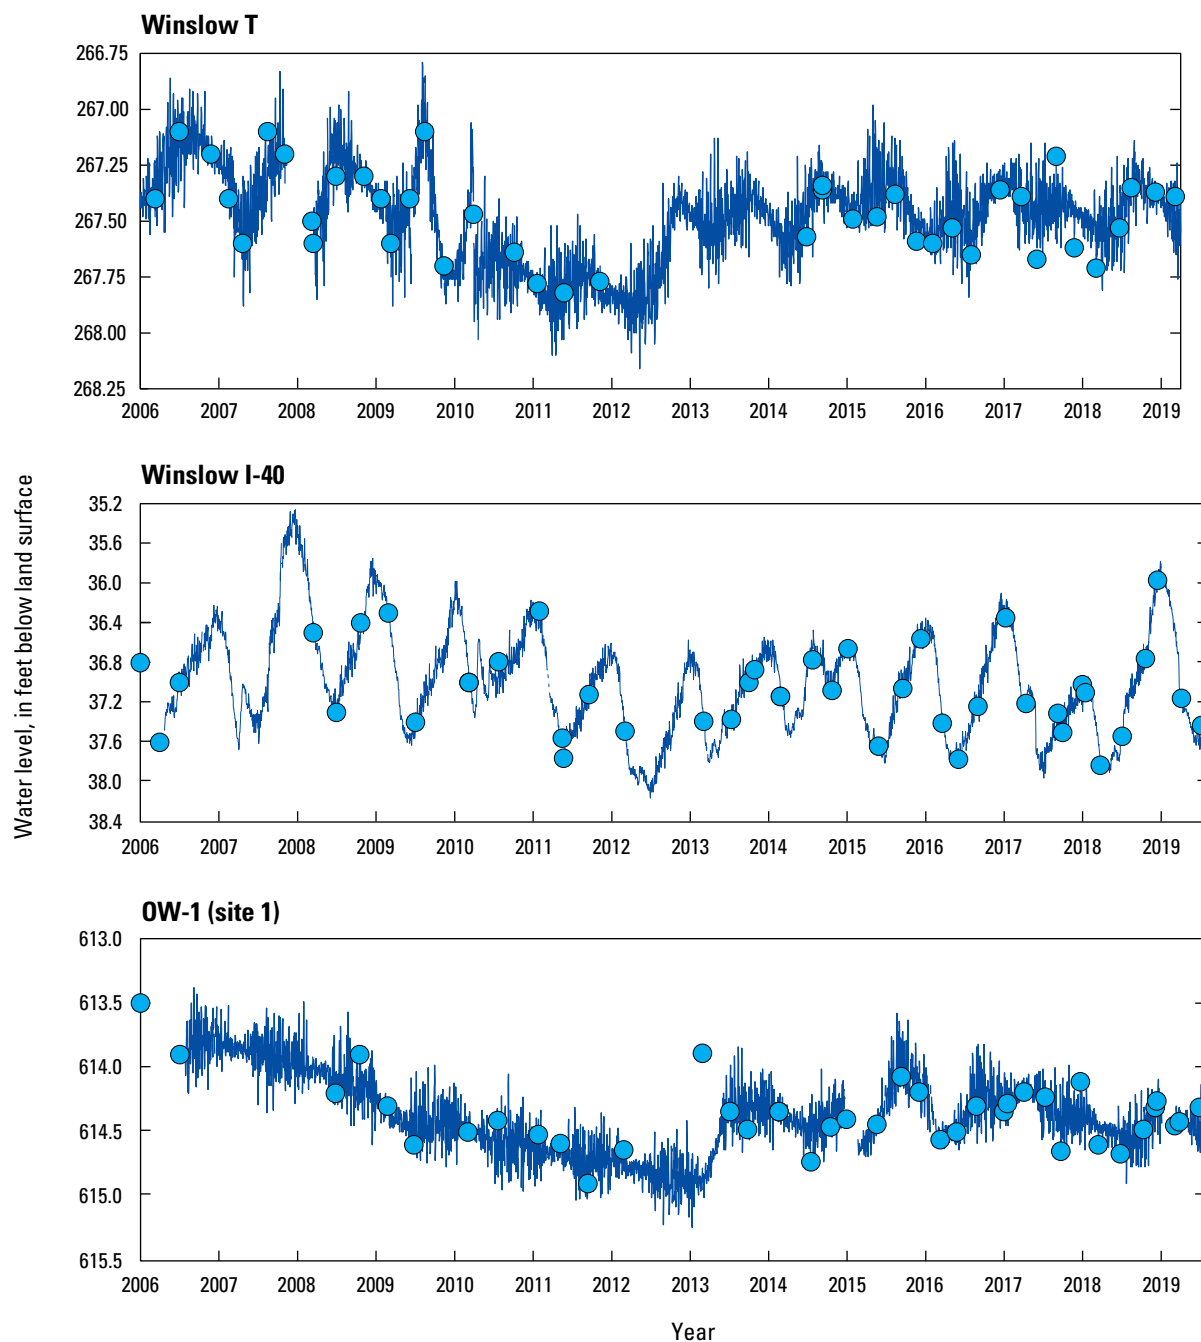 Winslow T
266.75
267.00
267.25
267.50
267.75
268.00
268.25
2006 2007 2008 2009 2010 2011 2012 2013 2014 2015 2016 2017 2018 2019
Water level, in feet below land surface
Winslow I-40
35.2
35.6
36.0
36.4
36.8
37.2
37.6
38.0
38.4
2006 2007 2008 2009 2010 2011 2012 2013 2014 2015 2016 2017 2018 2019
OW-1 (site 1)
613.0
613.5
614.0
614.5
615.0
615.5
2006 2007 2008 2009 2010 2011 2012 2013 2014 2015 2016 2017 2018 2019
Year